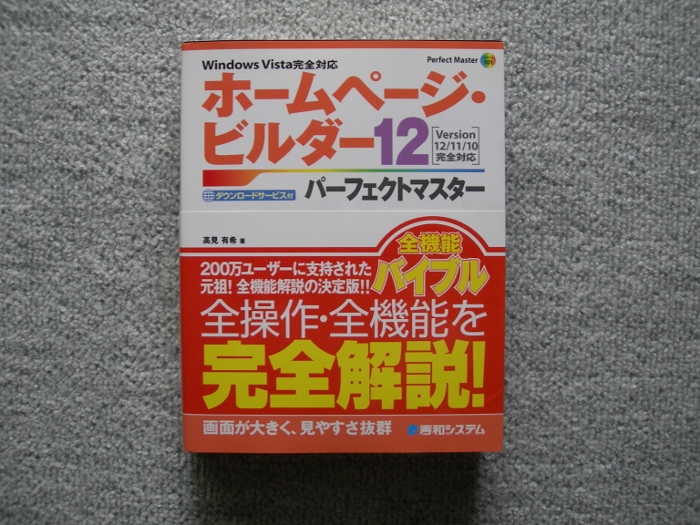 Windows Vista完全対応
Perfect Master
101
ホームページ・
ビルダー12
Version
12/11/10
完全対応
ダウンロードサービス付
パーフェクトマスター
高見 有希 著
全機能
バイブル
200万ユーザーに支持された
元祖!全機能解説の決定版!!
全操作・全機能を
完全解説!
画面が大きく、見やすさ抜群
秀和システム